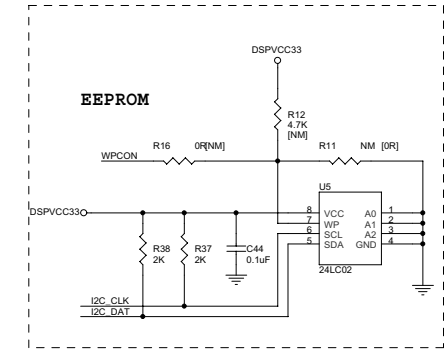 DSPVCC33
EEPROM
R12
4.7K
[NM]
R16 0R[NM]
R11 NM [0R]
WPCON
U5
DSPVCC33
8 VCC A0 1
7 WP A1 2
6 SCL A2 3
5 SDA GND 4
24LC02
R38
2K
R37
2K
C44
0.1uF
I2C_CLK
I2C_DAT